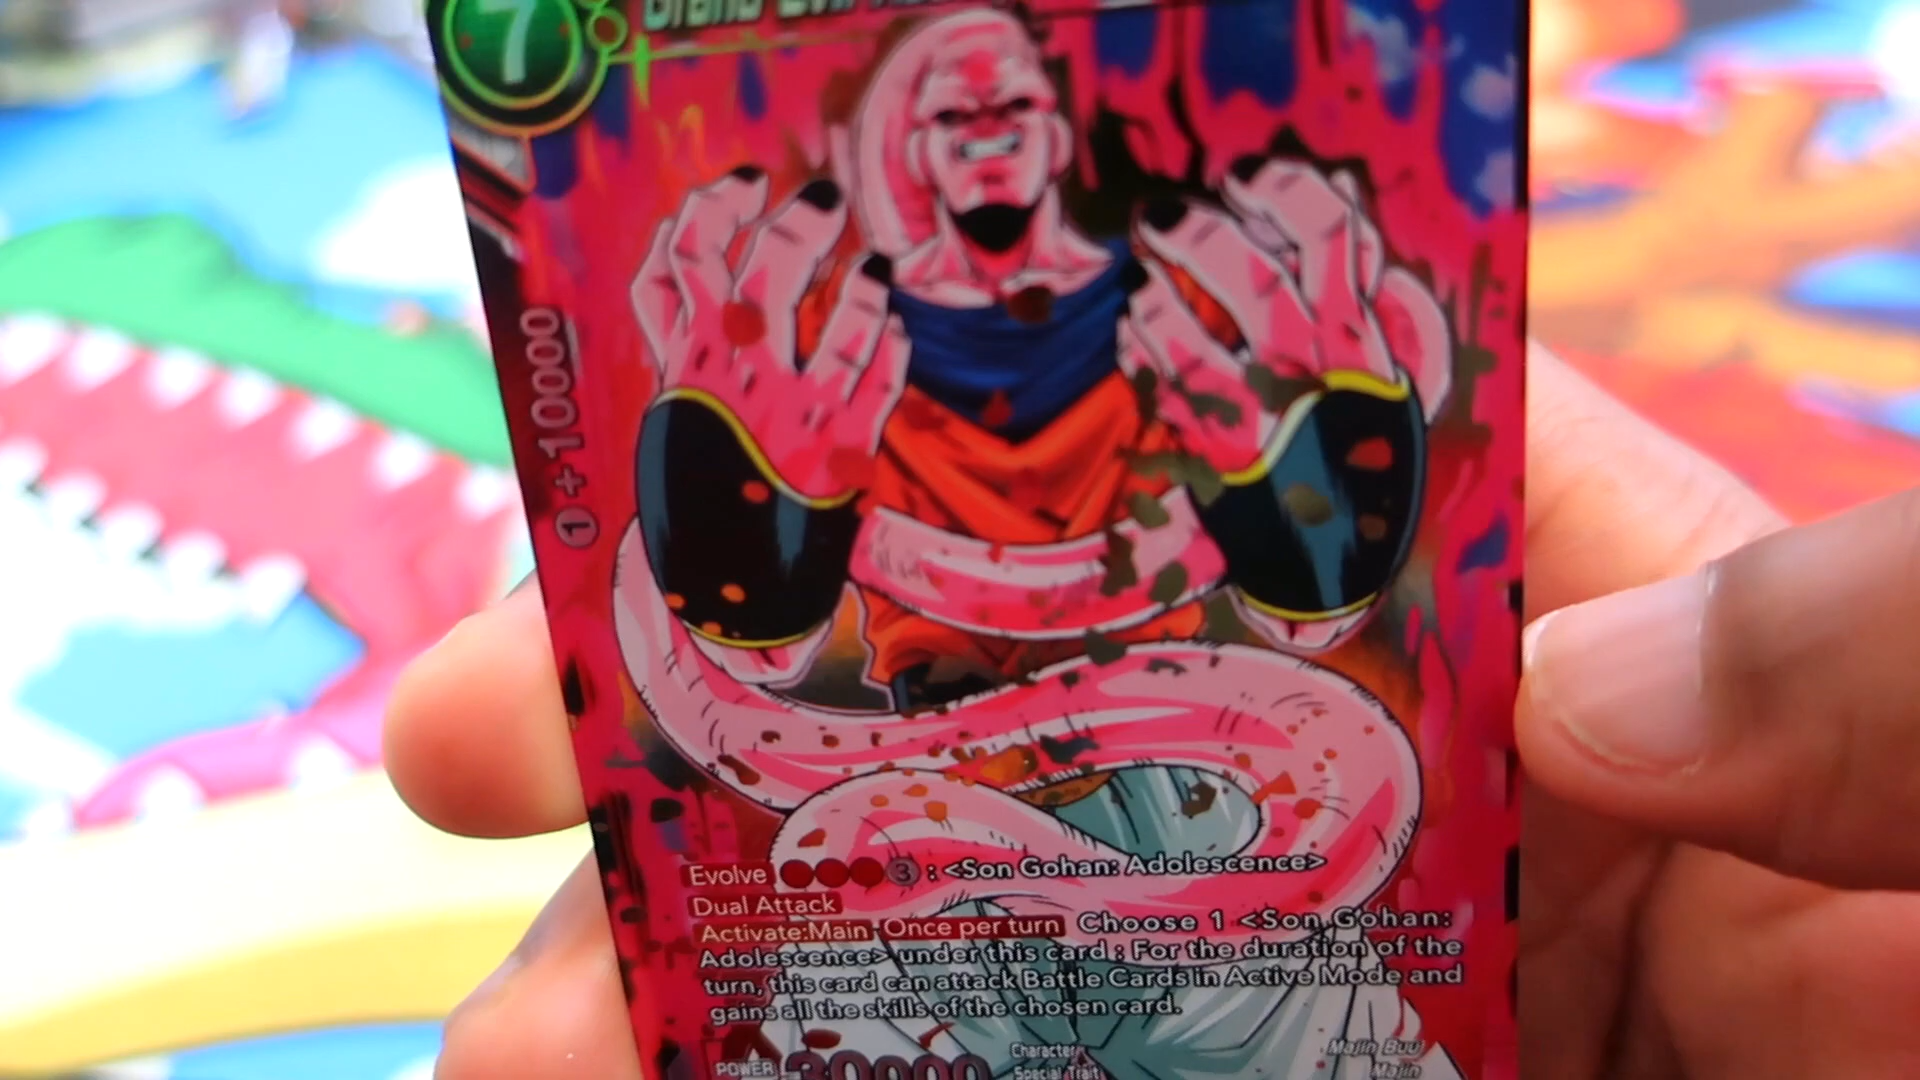 7
1 +10000
Evolve 3 : <Son Gohan: Adolescence>
Dual Attack
Activate:Main Once per turn Choose 1 <Son Gohan:
Adolescence> under this card : For the duration of the
turn, this card can attack Battle Cards in Active Mode and
gains all the skills of the chosen card.
POWER 30000
Character Majin Buu
Special Trait Majin